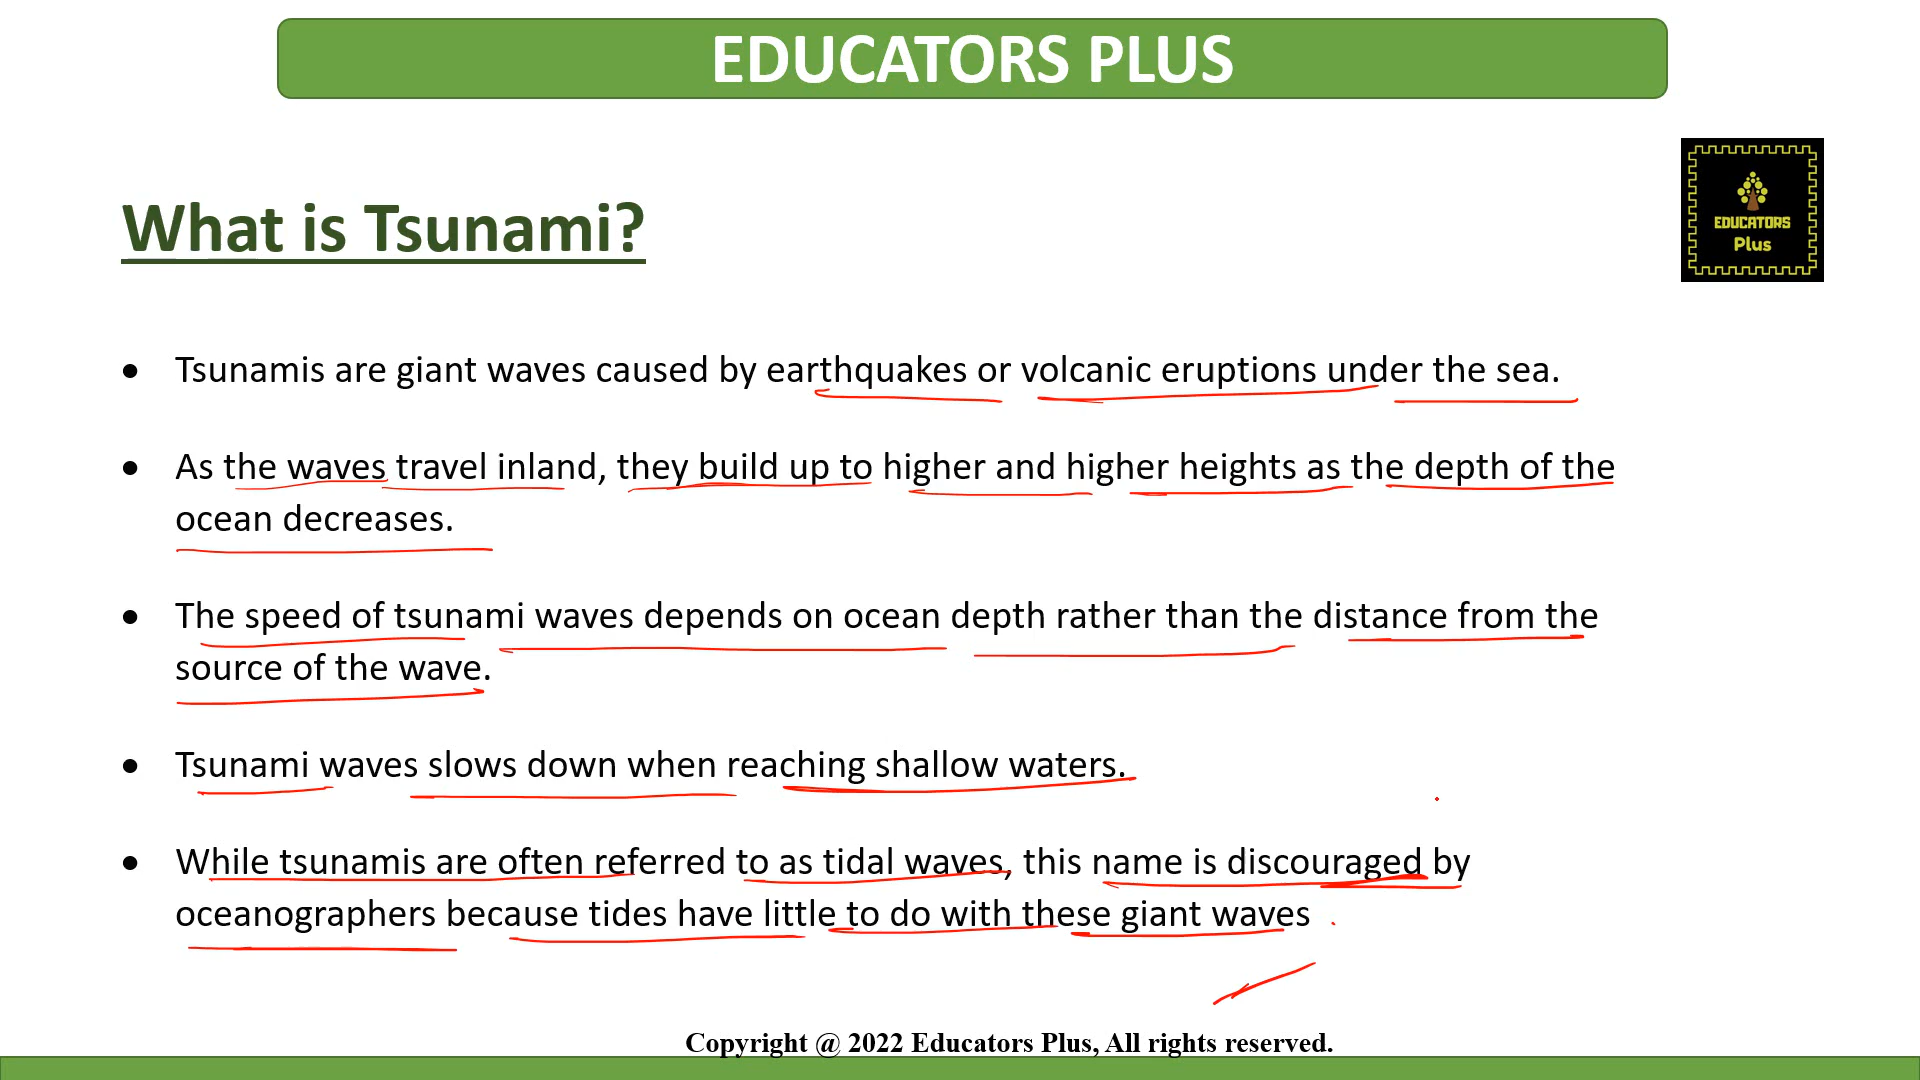 EDUCATORS PLUS
EDUCATORS
Plus
What is Tsunami?
• Tsunamis are giant waves caused by earthquakes or volcanic eruptions under the sea.
• As the waves travel inland, they build up to higher and higher heights as the depth of the
ocean decreases.
• The speed of tsunami waves depends on ocean depth rather than the distance from the
source of the wave.
• Tsunami waves slows down when reaching shallow waters.
• While tsunamis are often referred to as tidal waves, this name is discouraged by
oceanographers because tides have little to do with these giant waves
Copyright @ 2022 Educators Plus, All rights reserved.